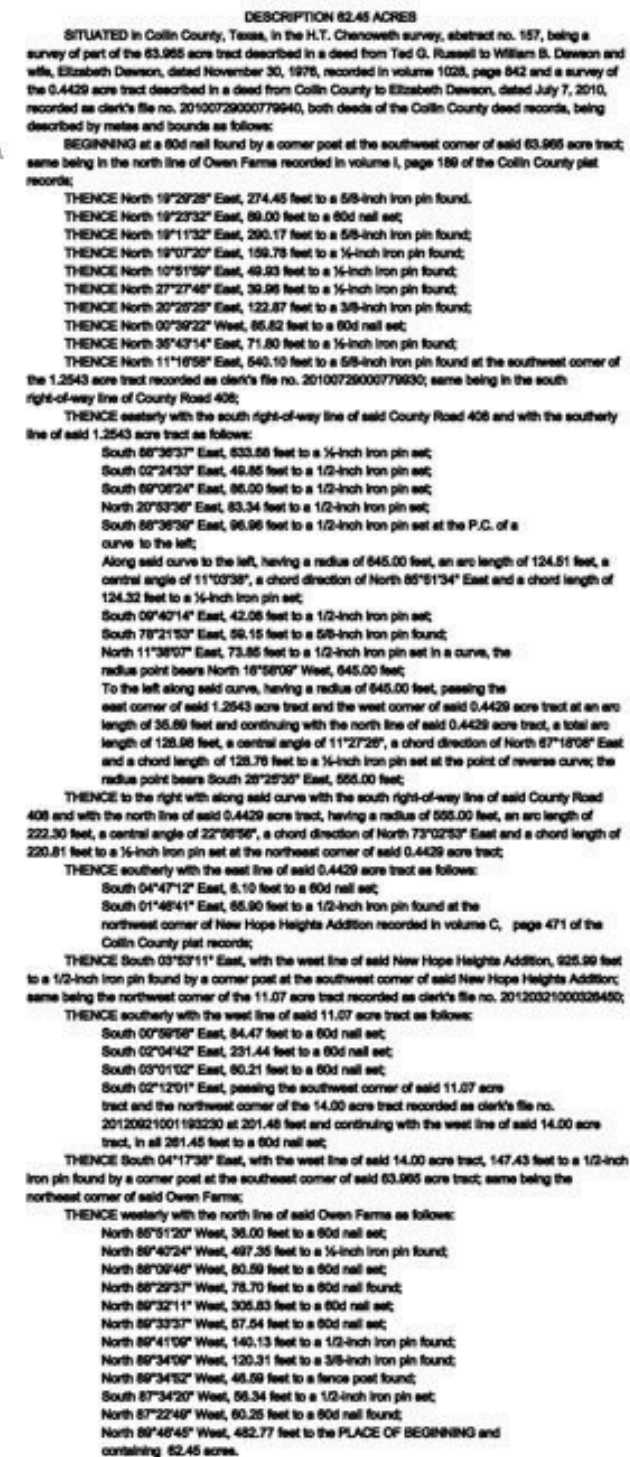 DESCRIPTION 62.45 ACRES
SITUATED in Collin County, Texas, in the H.T. Chenoweth survey, abstract no. 157, being a
survey of part of the 63.965 acre tract described in a deed from Ted G. Russell to William B. Dawson and
wife, Elizabeth Dawson, dated November 30, 1976, recorded in volume 1028, page 842 and a survey of
the 0.4429 acre tract described in a deed from Collin County to Elizabeth Dawson, dated July 7, 2010,
recorded as clerk's file no. 20100729000779940, both deeds of the Collin County deed records, being
described by metes and bounds as follows:
BEGINNING at a 60d nail found by a corner post at the southwest corner of said 63.965 acre tract;
same being in the north line of Owen Farms recorded in volume I, page 189 of the Collin County plat
records;
THENCE North 19°29'28" East, 274.45 feet to a 5/8-inch iron pin found.
THENCE North 19°23'32" East, 89.00 feet to a 60d nail set;
THENCE North 19°11'32" East, 290.17 feet to a 5/8-inch iron pin found;
THENCE North 19°07'20" East, 159.78 feet to a ½-inch iron pin found;
THENCE North 10°51'59" East, 49.93 feet to a ½-inch iron pin found;
THENCE North 27°27'46" East, 39.96 feet to a ½-inch iron pin found;
THENCE North 20°25'25" East, 122.87 feet to a 3/8-inch iron pin found;
THENCE North 00°39'22" West, 85.82 feet to a 60d nail set;
THENCE North 35°43'14" East, 71.80 feet to a ½-inch iron pin found;
THENCE North 11°16'58" East, 540.10 feet to a 5/8-inch iron pin found at the southwest corner of
the 1.2543 acre tract recorded as clerk's file no. 20100729000779930; same being in the south
right-of-way line of County Road 408;
THENCE easterly with the south right-of-way line of said County Road 408 and with the southerly
line of said 1.2543 acre tract as follows:
South 88°36'37" East, 533.68 feet to a ½-inch iron pin set;
South 02°24'33" East, 49.85 feet to a 1/2-inch iron pin set;
South 69°06'24" East, 86.00 feet to a 1/2-inch iron pin set;
North 20°53'36" East, 83.34 feet to a 1/2-inch iron pin set;
South 88°36'39" East, 96.96 feet to a 1/2-inch iron pin set at the P.C. of a
curve to the left;
Along said curve to the left, having a radius of 645.00 feet, an arc length of 124.51 feet, a
central angle of 11°03'38", a chord direction of North 85°51'34" East and a chord length of
124.32 feet to a ½-inch iron pin set;
South 09°40'14" East, 42.08 feet to a 1/2-inch iron pin set;
South 78°21'53" East, 59.15 feet to a 5/8-inch iron pin found;
North 11°38'07" East, 73.85 feet to a 1/2-inch iron pin set in a curve, the
radius point bears North 16°58'09" West, 645.00 feet;
To the left along said curve, having a radius of 645.00 feet, passing the
east corner of said 1.2543 acre tract and the west corner of said 0.4429 acre tract at an arc
length of 35.69 feet and continuing with the north line of said 0.4429 acre tract, a total arc
length of 128.98 feet, a central angle of 11°27'26", a chord direction of North 67°18'08" East
and a chord length of 128.76 feet to a ½-inch iron pin set at the point of reverse curve; the
radius point bears South 28°25'35" East, 555.00 feet;
THENCE to the right with along said curve with the south right-of-way line of said County Road
408 and with the north line of said 0.4429 acre tract, having a radius of 555.00 feet, an arc length of
222.30 feet, a central angle of 22°56'56", a chord direction of North 73°02'53" East and a chord length of
220.81 feet to a ½-inch iron pin set at the northeast corner of said 0.4429 acre tract;
THENCE southerly with the east line of said 0.4429 acre tract as follows:
South 04°47'12" East, 6.10 feet to a 60d nail set;
South 01°46'41" East, 65.90 feet to a 1/2-inch iron pin found at the
northwest corner of New Hope Heights Addition recorded in volume C, page 471 of the
Collin County plat records;
THENCE South 03°53'11" East, with the west line of said New Hope Heights Addition, 925.99 feet
to a 1/2-inch iron pin found by a corner post at the southwest corner of said New Hope Heights Addition;
same being the northwest corner of the 11.07 acre tract recorded as clerk's file no. 20120321000326450;
THENCE southerly with the west line of said 11.07 acre tract as follows:
South 00°59'58" East, 84.47 feet to a 60d nail set;
South 02°04'42" East, 231.44 feet to a 60d nail set;
South 03°01'02" East, 60.21 feet to a 60d nail set;
South 02°12'01" East, passing the southwest corner of said 11.07 acre
tract and the northwest corner of the 14.00 acre tract recorded as clerk's file no.
20120921001193230 at 201.48 feet and continuing with the west line of said 14.00 acre
tract, in all 261.45 feet to a 60d nail set;
THENCE South 04°17'38" East, with the west line of said 14.00 acre tract, 147.43 feet to a 1/2-inch
iron pin found by a corner post at the southeast corner of said 63.965 acre tract; same being the
northeast corner of said Owen Farms;
THENCE westerly with the north line of said Owen Farms as follows:
North 85°51'20" West, 36.00 feet to a 60d nail set;
North 89°40'24" West, 497.35 feet to a ½-inch iron pin found;
North 88°09'46" West, 80.59 feet to a 60d nail set;
North 88°29'37" West, 78.70 feet to a 60d nail found;
North 89°32'11" West, 305.83 feet to a 60d nail set;
North 89°33'37" West, 57.54 feet to a 60d nail set;
North 89°41'09" West, 140.13 feet to a 1/2-inch iron pin found;
North 89°34'09" West, 120.31 feet to a 3/8-inch iron pin found;
North 89°34'52" West, 46.59 feet to a fence post found;
South 87°34'20" West, 56.34 feet to a 1/2-inch iron pin set;
North 87°22'49" West, 60.25 feet to a 60d nail found;
North 89°46'45" West, 482.77 feet to the PLACE OF BEGINNING and
containing 62.45 acres.